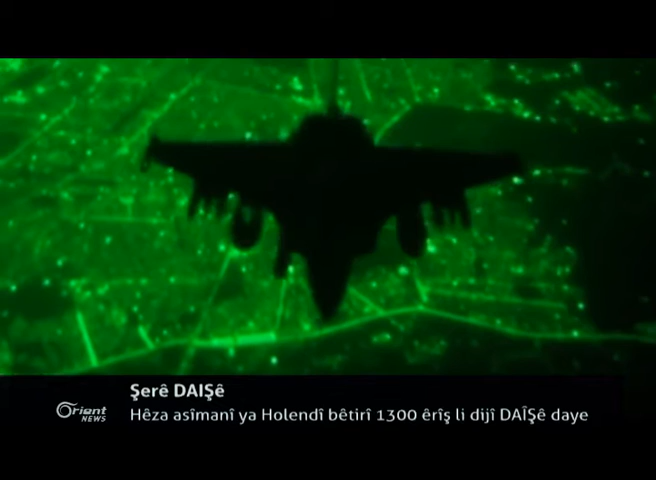 Şerê DAIŞê
Orient
NEWS
Hêza asîmanî ya Holendî bêtirî 1300 êrîş li dijî DAÎŞê daye